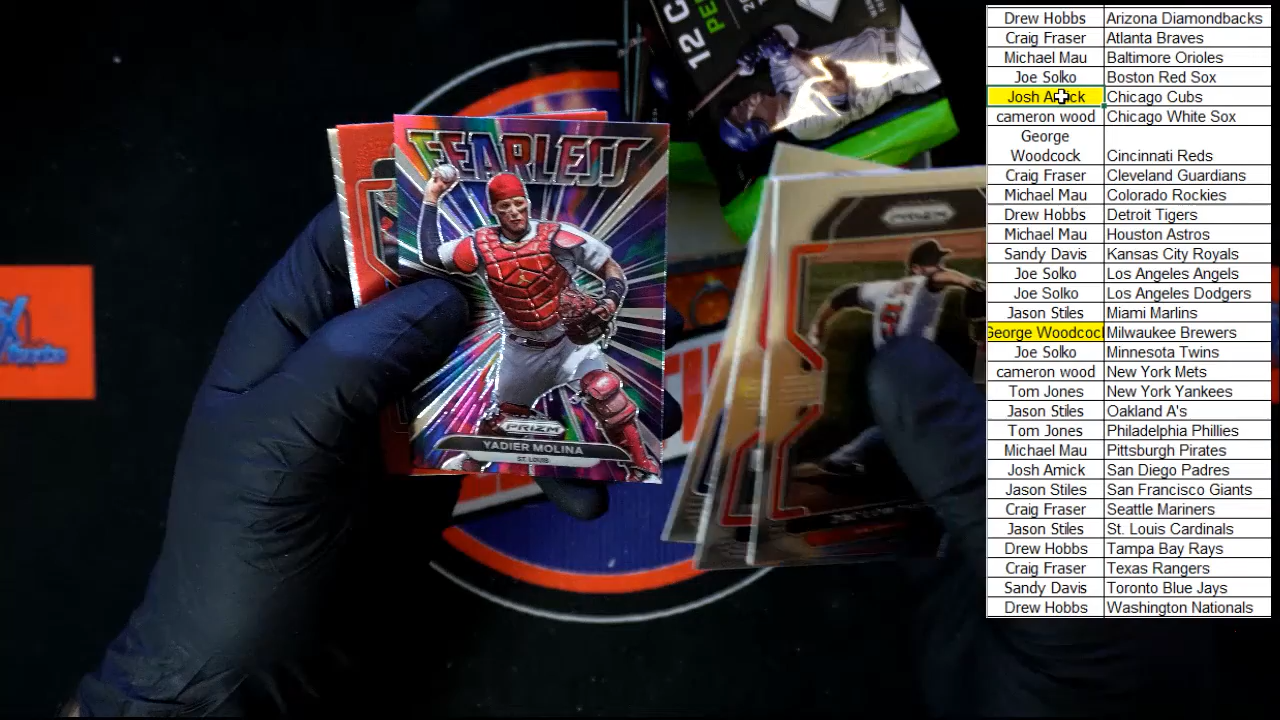 12 C
PE
FEARLESS
PRIZM
YADIER MOLINA
ST. LOUIS
PRIZM
Drew Hobbs Arizona Diamondbacks
Craig Fraser Atlanta Braves
Michael Mau Baltimore Orioles
Joe Solko Boston Red Sox
Josh Amick Chicago Cubs
cameron wood Chicago White Sox
George
Woodcock Cincinnati Reds
Craig Fraser Cleveland Guardians
Michael Mau Colorado Rockies
Drew Hobbs Detroit Tigers
Michael Mau Houston Astros
Sandy Davis Kansas City Royals
Joe Solko Los Angeles Angels
Joe Solko Los Angeles Dodgers
Jason Stiles Miami Marlins
George Woodcock Milwaukee Brewers
Joe Solko Minnesota Twins
cameron wood New York Mets
Tom Jones New York Yankees
Jason Stiles Oakland A's
Tom Jones Philadelphia Phillies
Michael Mau Pittsburgh Pirates
Josh Amick San Diego Padres
Jason Stiles San Francisco Giants
Craig Fraser Seattle Mariners
Jason Stiles St. Louis Cardinals
Drew Hobbs Tampa Bay Rays
Craig Fraser Texas Rangers
Sandy Davis Toronto Blue Jays
Drew Hobbs Washington Nationals